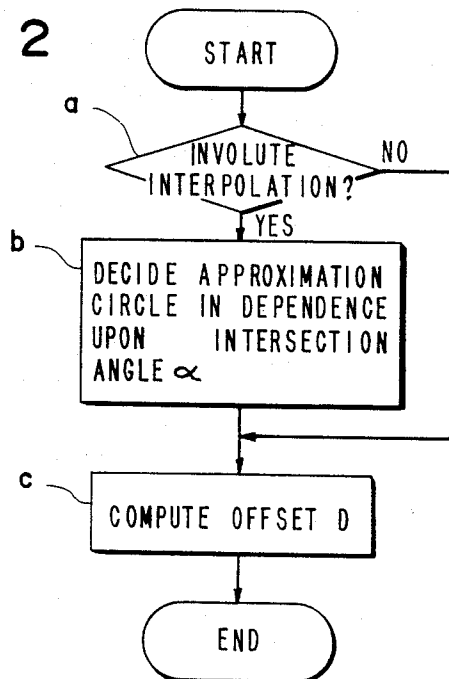 2
START
a
INVOLUTE
INTERPOLATION?
NO
YES
b
DECIDE APPROXIMATION
CIRCLE IN DEPENDENCE
UPON INTERSECTION
ANGLE α
c
COMPUTE OFFSET D
END